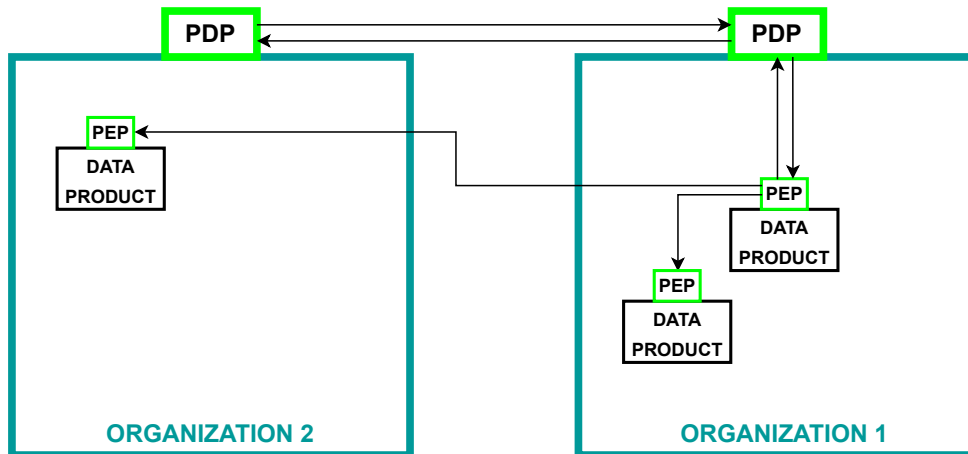 PDP
PDP
PEP
DATA
PRODUCT
PEP
DATA
PRODUCT
PEP
DATA
PRODUCT
ORGANIZATION 2
ORGANIZATION 1